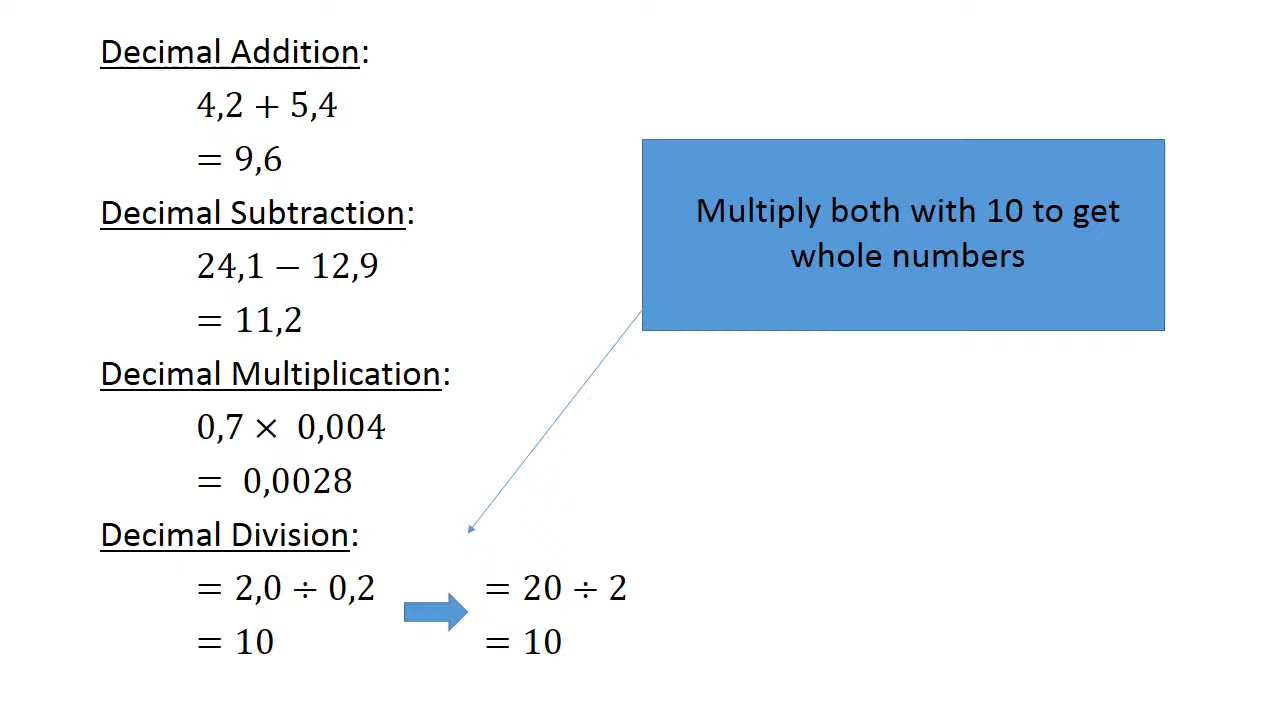 Decimal Addition:
4,2 + 5,4
= 9,6
Decimal Subtraction:
24,1 − 12,9
= 11,2
Decimal Multiplication:
0,7 × 0,004
= 0,0028
Decimal Division:
= 2,0 ÷ 0,2
= 10
= 20 ÷ 2
= 10
Multiply both with 10 to get
whole numbers